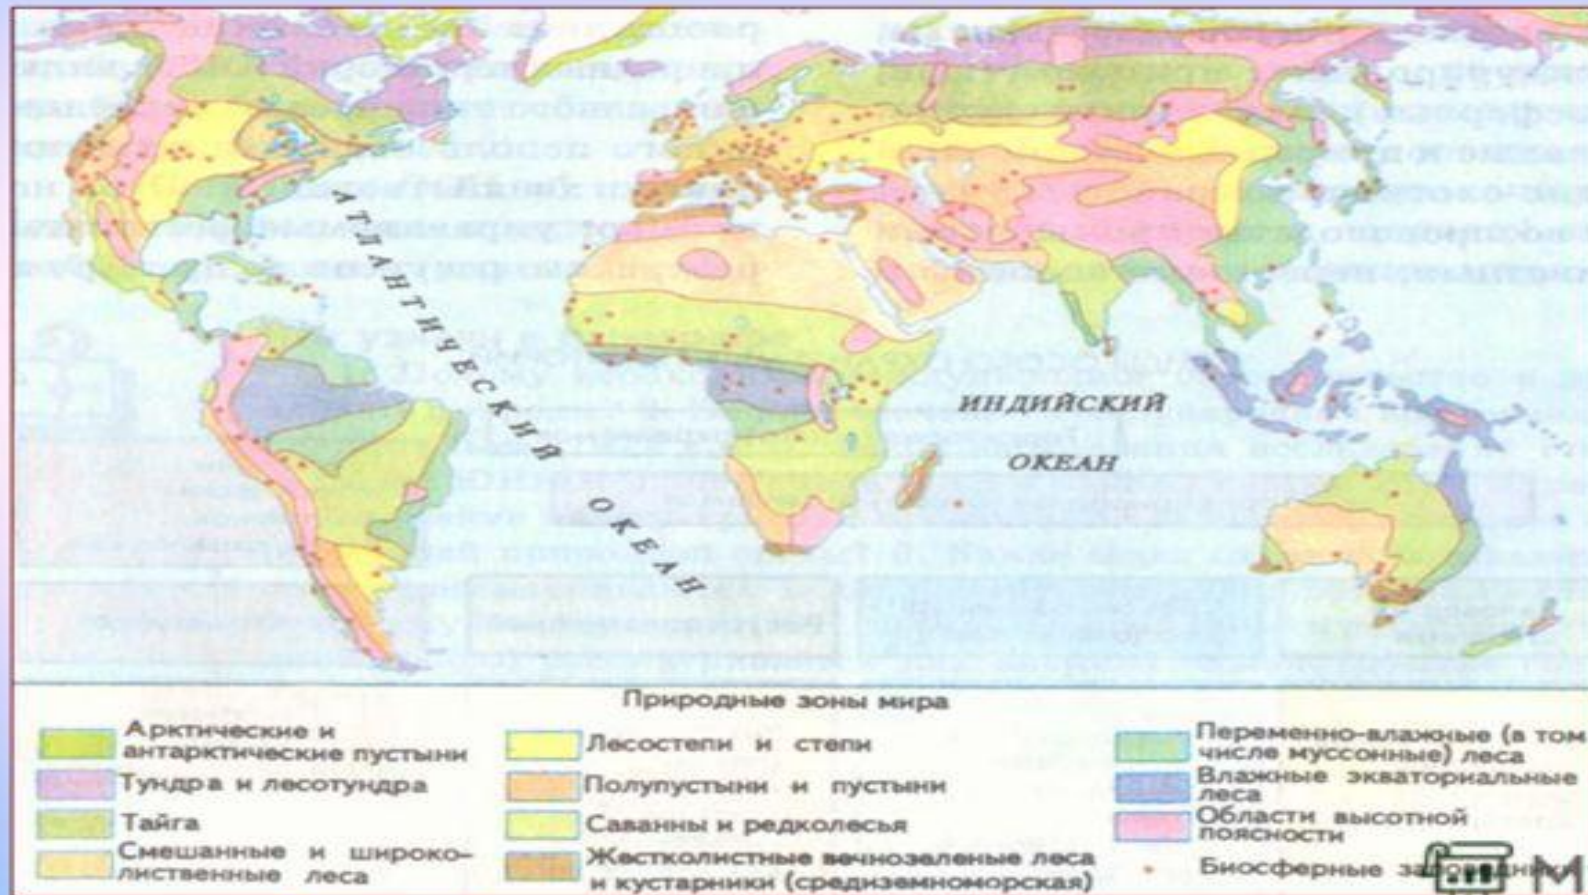 АТЛАНТИЧЕСКИЙ ОКЕАН
ИНДИЙСКИЙ
ОКЕАН
Природные зоны мира
Арктические и
антарктические пустыни
Тундра и лесотундра
Тайга
Смешанные и широко-
лиственные леса
Лесостепи и степи
Полупустыни и пустыни
Саванны и редколесья
Жестколистные вечнозеленые леса
и кустарники (средиземноморская)
Переменно-влажные (в том
числе муссонные) леса
Влажные экваториальные
леса
Области высотной
поясности
Биосферные